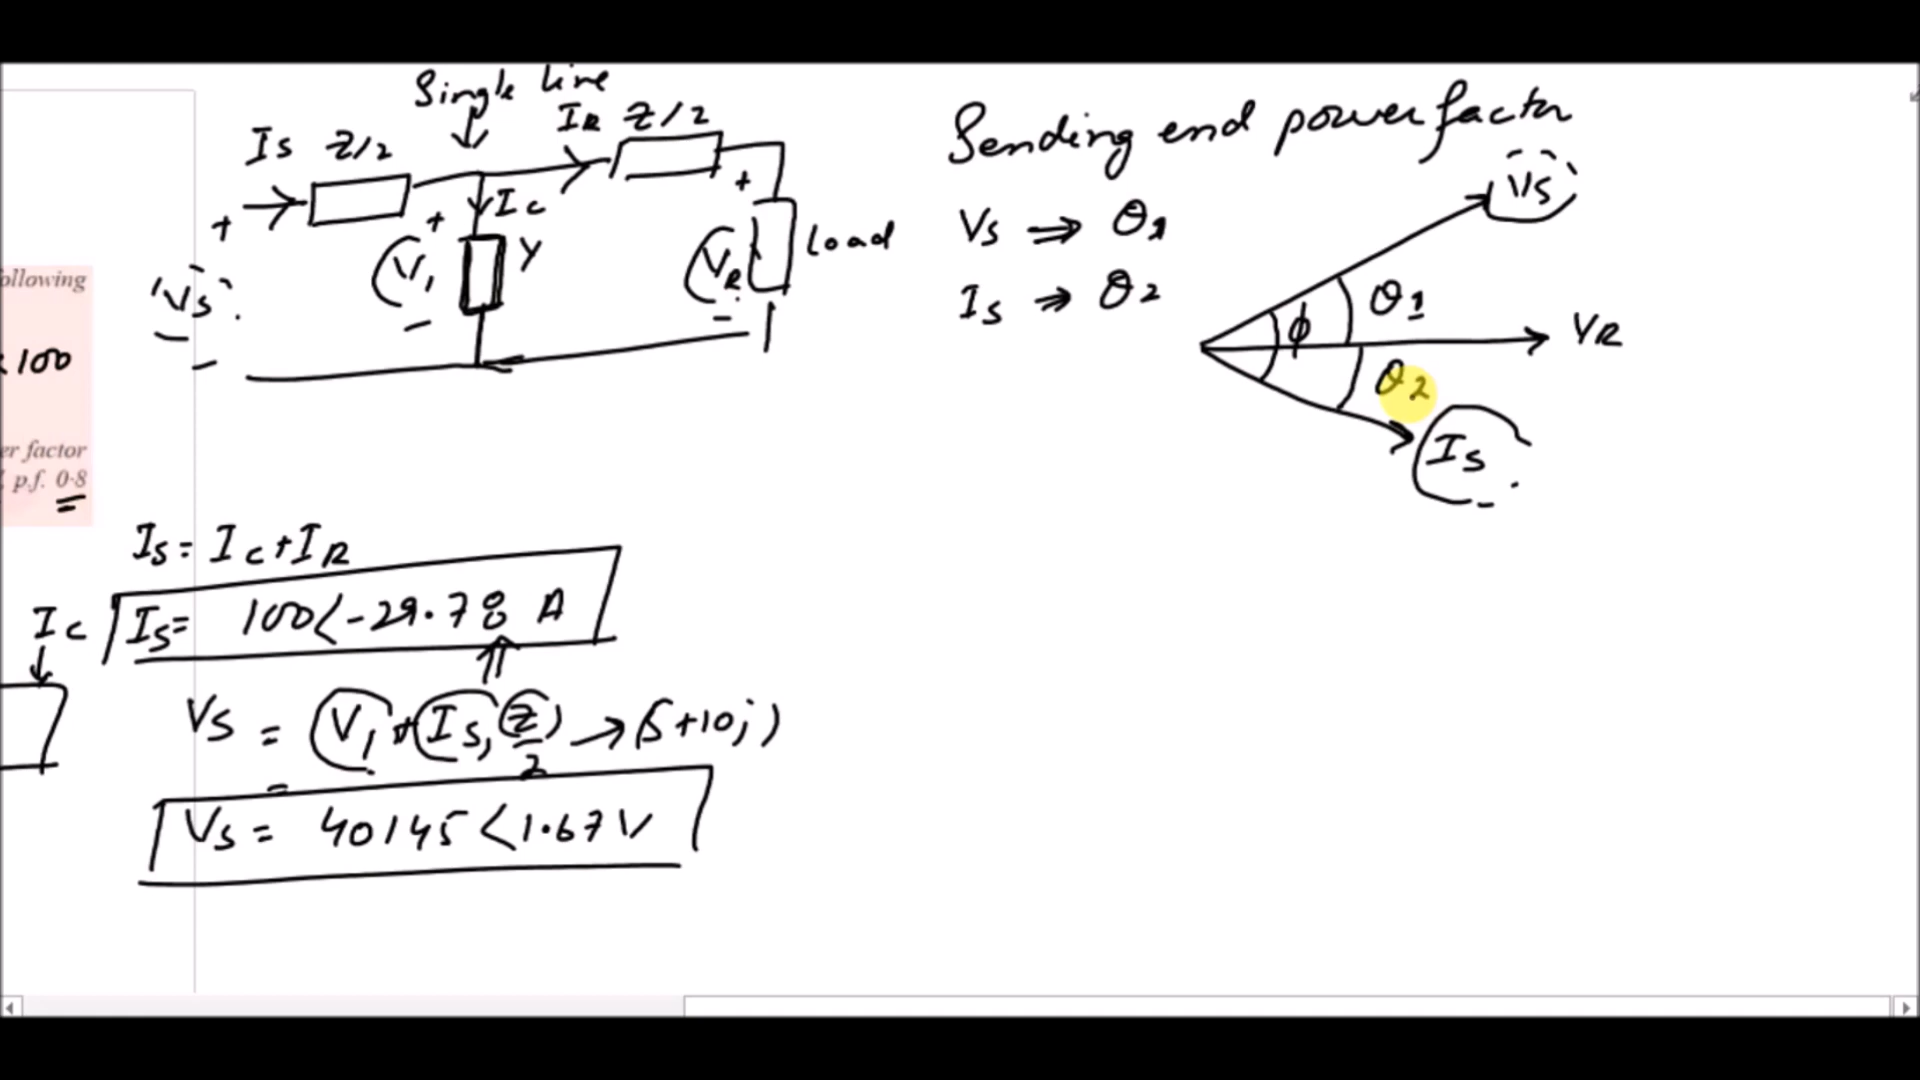 Single line
Is Z/2
IR Z/2
+
Ic
+
+
Vs
V1
Y
VR
load
-
-
-
ollowing
100
er factor
p.f. 0·8
Is = Ic+IR
Ic
Is= 100<-29.78 A
Vs = V1+Is, Z/2) → (5+10j)
=
Vs = 40145<1.67 V
Sending end power factor
Vs ⇒ θ1
Is ⇒ θ2
Vs
θ1
ϕ
VR
θ2
Is